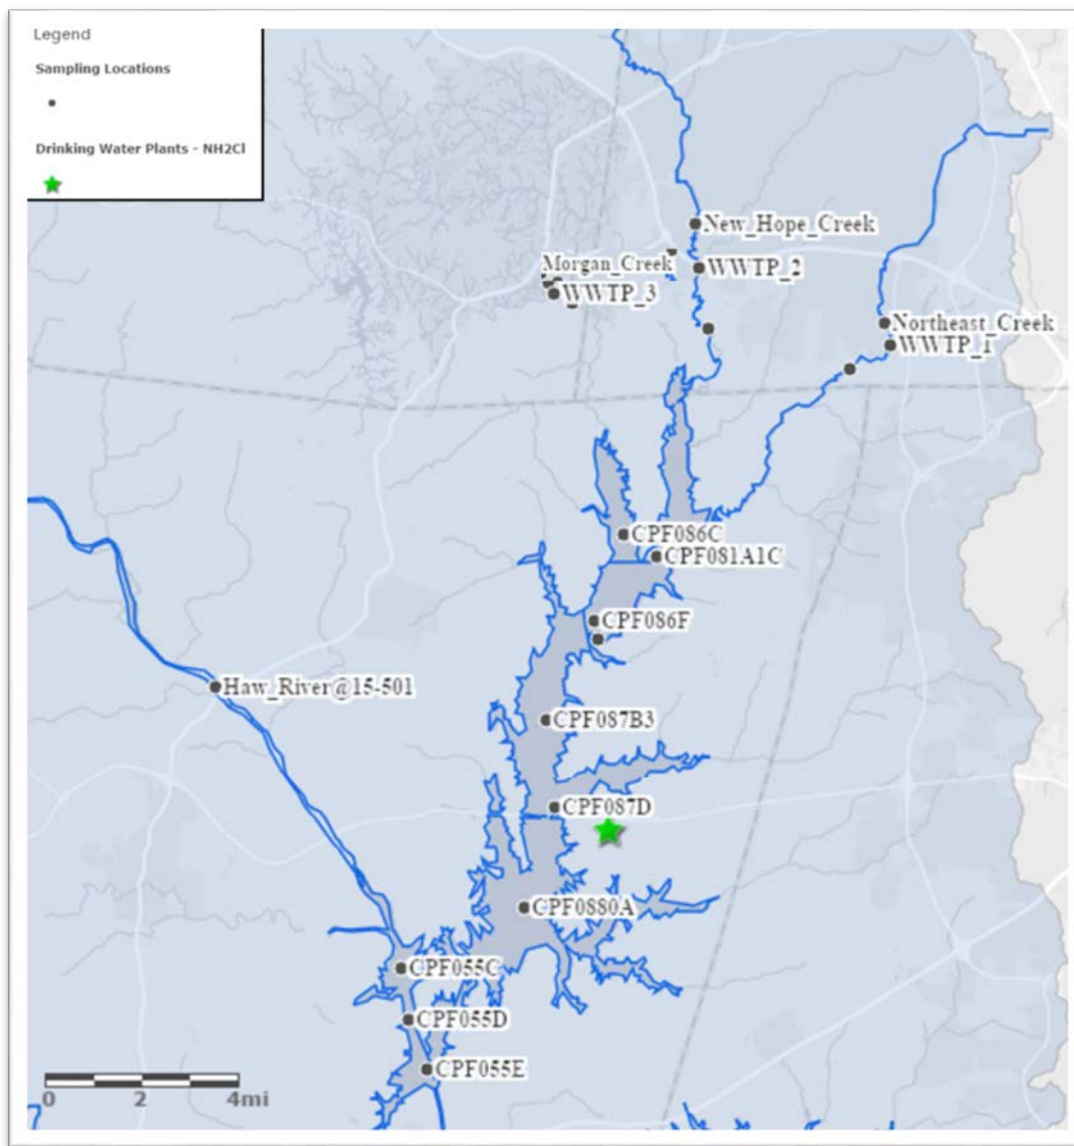 Legend
Sampling Locations
Drinking Water Plants - NH2Cl
New_Hope_Creek
Morgan_Creek
WWTP_2
WWTP_3
Northeast_Creek
WWTP_1
CPF086C
CPF081A1C
CPF086F
Haw_River@15-501
CPF087B3
CPF087D
CPF0880A
CPF055C
CPF055D
CPF055E
0 2 4mi